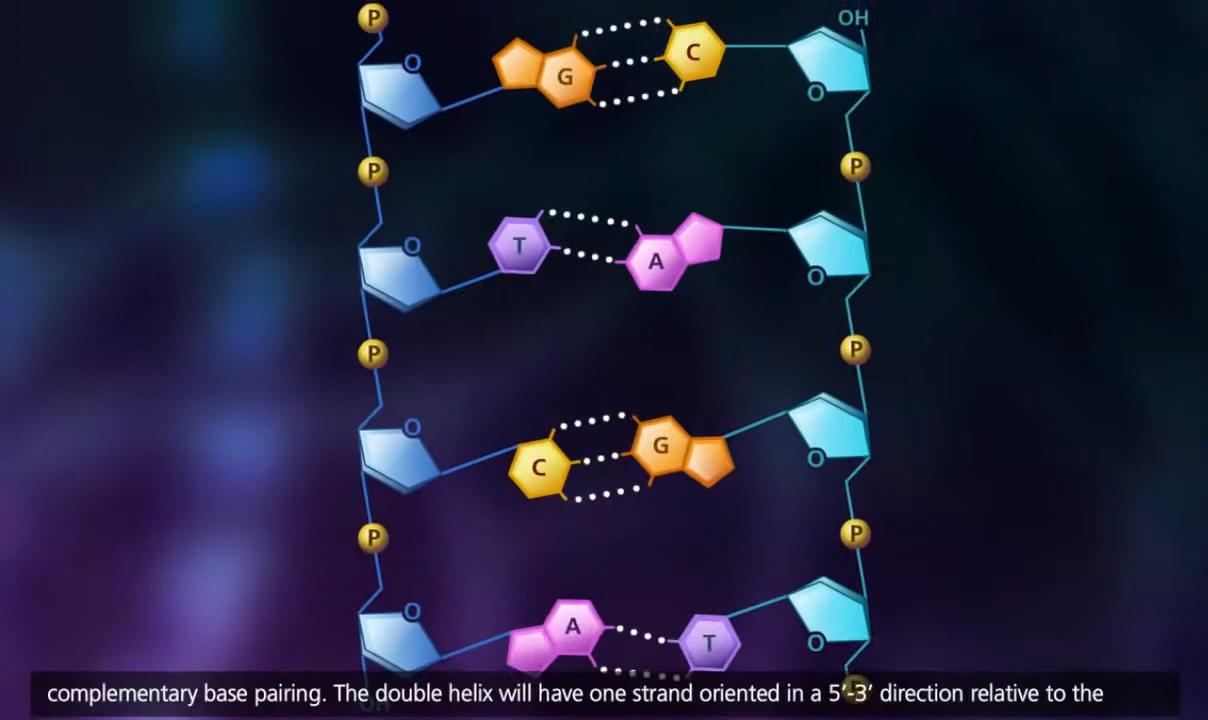 P
OH
O
G
C
O
P
P
O
T
A
O
P
P
O
C
G
O
P
P
O
A
T
O
complementary base pairing. The double helix will have one strand oriented in a 5’-3’ direction relative to the
OH